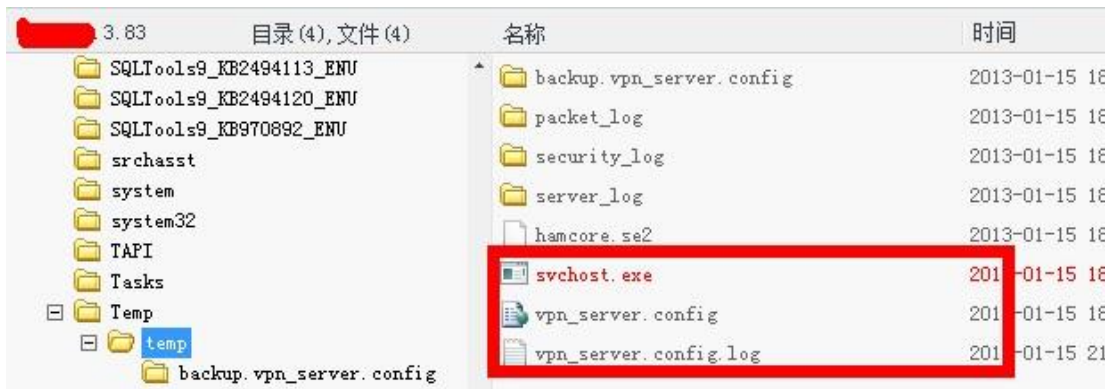 3.83 目录(4),文件(4)
SQLTools9_KB2494113_ENU
SQLTools9_KB2494120_ENU
SQLTools9_KB970892_ENU
srchasst
system
system32
TAPI
Tasks
Temp
temp
backup.vpn_server.config
名称 时间
backup.vpn_server.config 2013-01-15 18
packet_log 2013-01-15 18
security_log 2013-01-15 18
server_log 2013-01-15 18
hamcore.se2 2013-01-15 18
svchost.exe 201 -01-15 18
vpn_server.config 201 -01-15 18
vpn_server.config.log 201 -01-15 21